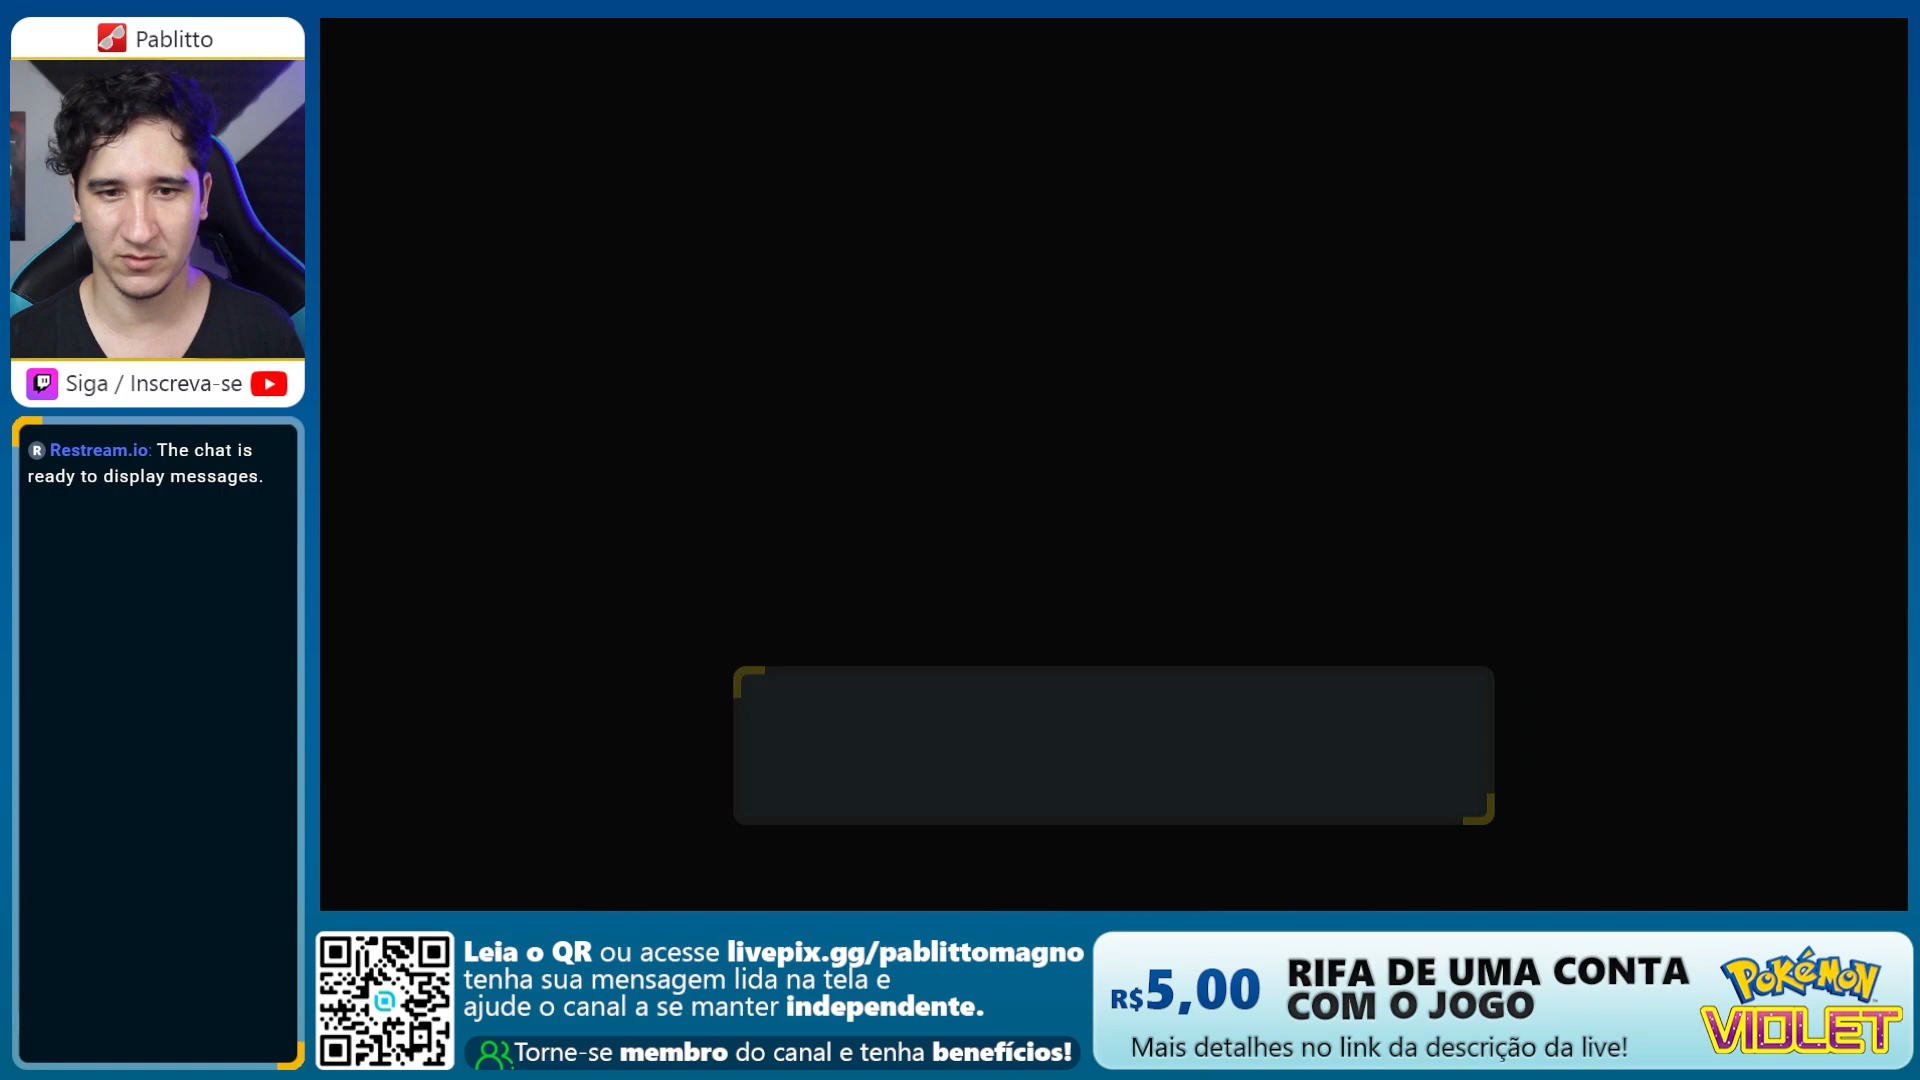 Pablitto
Siga / Inscreva-se
R Restream.io: The chat is
ready to display messages.
Leia o QR ou acesse livepix.gg/pablittomagno
tenha sua mensagem lida na tela e
ajude o canal a se manter independente.
Torne-se membro do canal e tenha benefícios!
R$5,00
RIFA DE UMA CONTA
COM O JOGO
Mais detalhes no link da descrição da live!
POKéMON
VIOLET